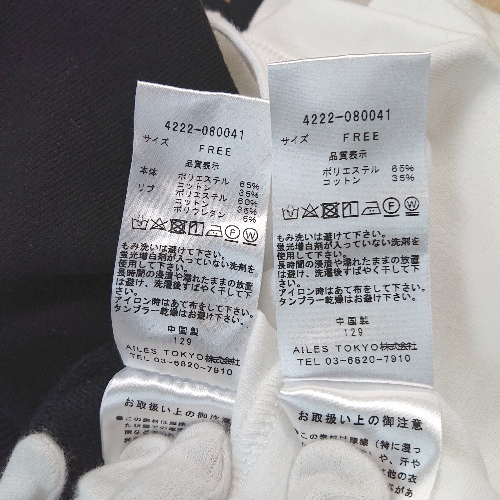 4222-080041
サイズ FREE
品質表示
本体 ポリエステル 65%
コットン 35%
リブ ポリエステル 60%
コットン 35%
ポリウレタン 5%
もみ洗いは避けて下さい。
蛍光増白剤が入っていない洗剤を
使用して下さい。
長時間の浸漬や濡れたままの放置
は避け、洗濯後すばやく干して下
さい。
アイロン時はあて布をして下さい。
タンブラー乾燥はお避け下さい。
中国製
129
AILES TOKYO株式会社
TEL 03-6820-7910
お取扱い上の御注
4222-080041
サイズ FREE
品質表示
ポリエステル 65%
コットン 35%
もみ洗いは避けて下さい。
蛍光増白剤が入っていない洗剤を
使用して下さい。
長時間の浸漬や濡れたままの放置
は避け、洗濯後すばやく干して下
さい。
アイロン時はあて布をして下さい。
タンブラー乾燥はお避け下さい。
中国製
129
AILES TOKYO株式会社
TEL 03-6820-7910
お取扱い上の御注意
●この素材は摩擦（特に湿っ